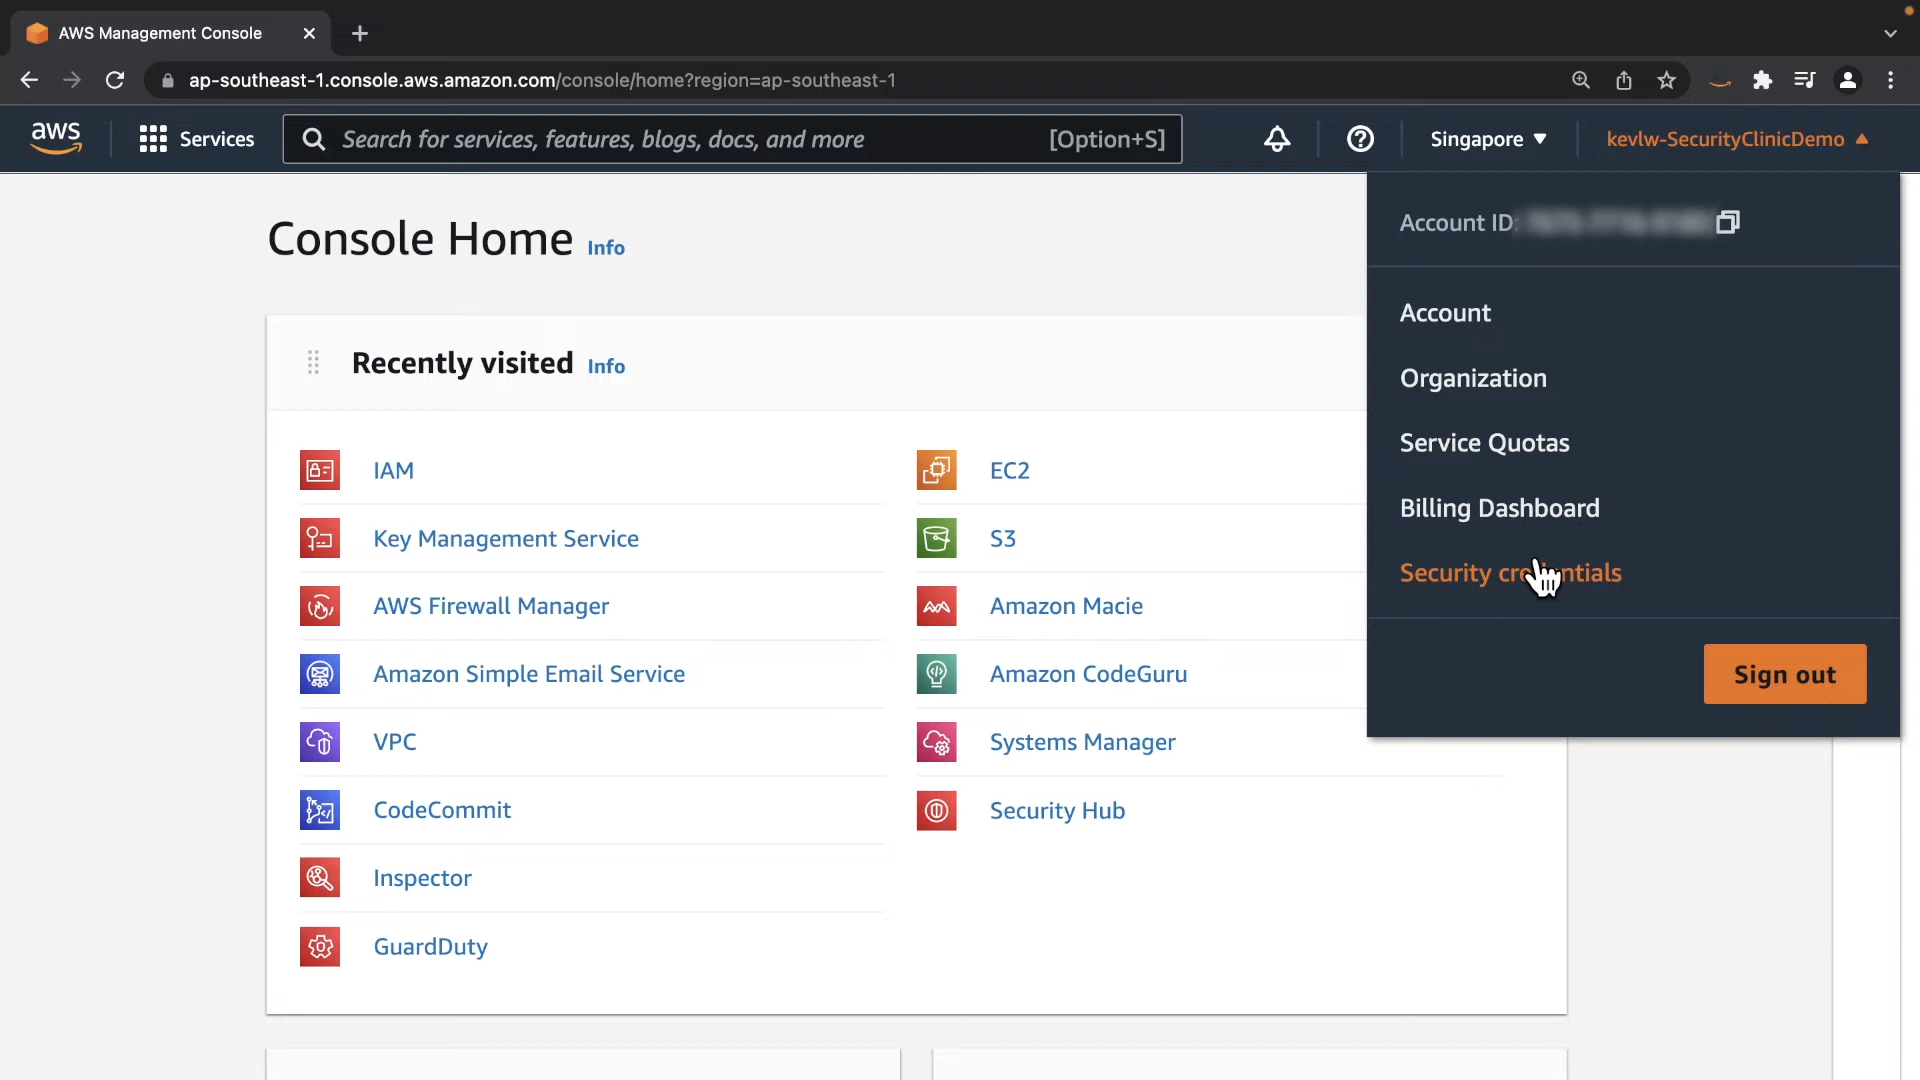 AWS Management Console
ap-southeast-1.console.aws.amazon.com/console/home?region=ap-southeast-1
aws
Services
Search for services, features, blogs, docs, and more
[Option+S]
Singapore
kevlw-SecurityClinicDemo
Console Home Info
Recently visited Info
IAM
Key Management Service
AWS Firewall Manager
Amazon Simple Email Service
VPC
CodeCommit
Inspector
GuardDuty
EC2
S3
Amazon Macie
Amazon CodeGuru
Systems Manager
Security Hub
Account ID:
Account
Organization
Service Quotas
Billing Dashboard
Security credentials
Sign out